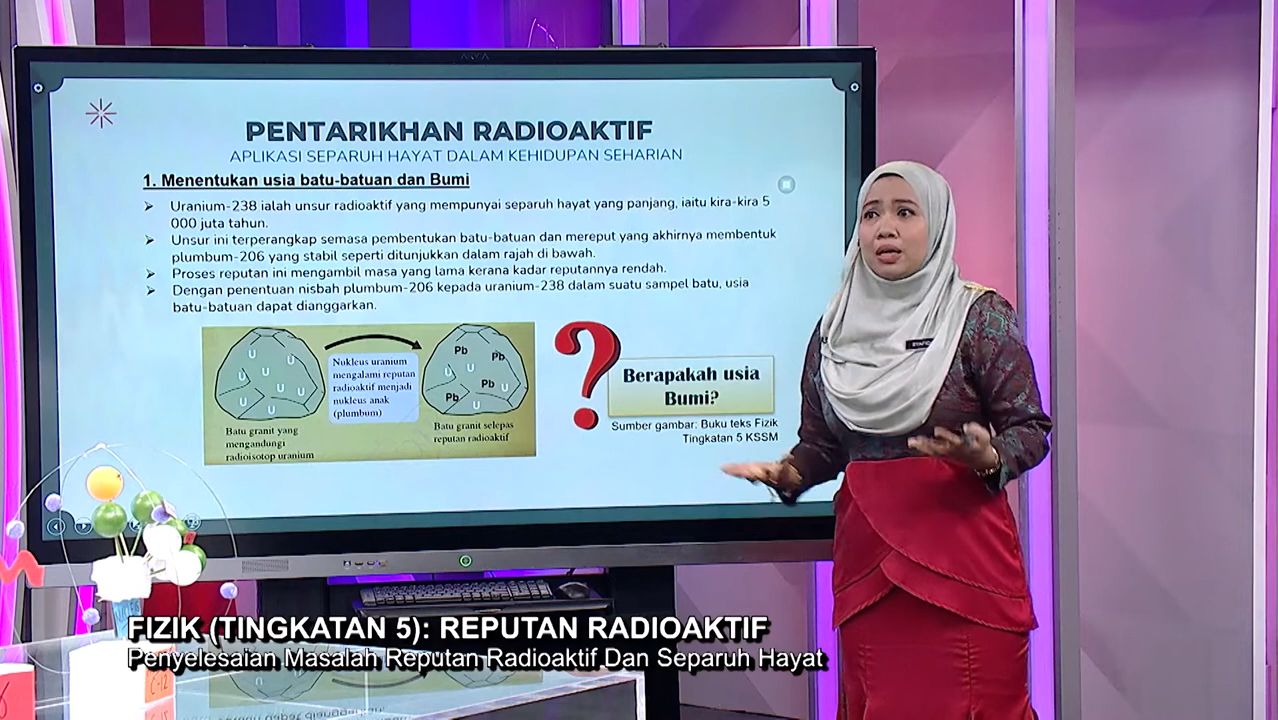 PENTARIKHAN RADIOAKTIF
APLIKASI SEPARUH HAYAT DALAM KEHIDUPAN SEHARIAN
1. Menentukan usia batu-batuan dan Bumi
Uranium-238 ialah unsur radioaktif yang mempunyai separuh hayat yang panjang, iaitu kira-kira 5
000 juta tahun.
Unsur ini terperangkap semasa pembentukan batu-batuan dan mereput yang akhirnya membentuk
plumbum-206 yang stabil seperti ditunjukkan dalam rajah di bawah.
Proses reputan ini mengambil masa yang lama kerana kadar reputannya rendah.
Dengan penentuan nisbah plumbum-206 kepada uranium-238 dalam suatu sampel batu, usia
batu-batuan dapat dianggarkan.
U
U
U
U
U
U
U
Nukleus uranium
mengalami reputan
radioaktif menjadi
nukleus anak
(plumbum)
Pb
Pb
U
U
Pb
U
Pb
U
Batu granit yang
mengandungi
radioisotop uranium
Batu granit selepas
reputan radioaktif
?
Berapakah usia
Bumi?
Sumber gambar: Buku teks Fizik
Tingkatan 5 KSSM
FIZIK (TINGKATAN 5): REPUTAN RADIOAKTIF
Penyelesaian Masalah Reputan Radioaktif Dan Separuh Hayat
C-12